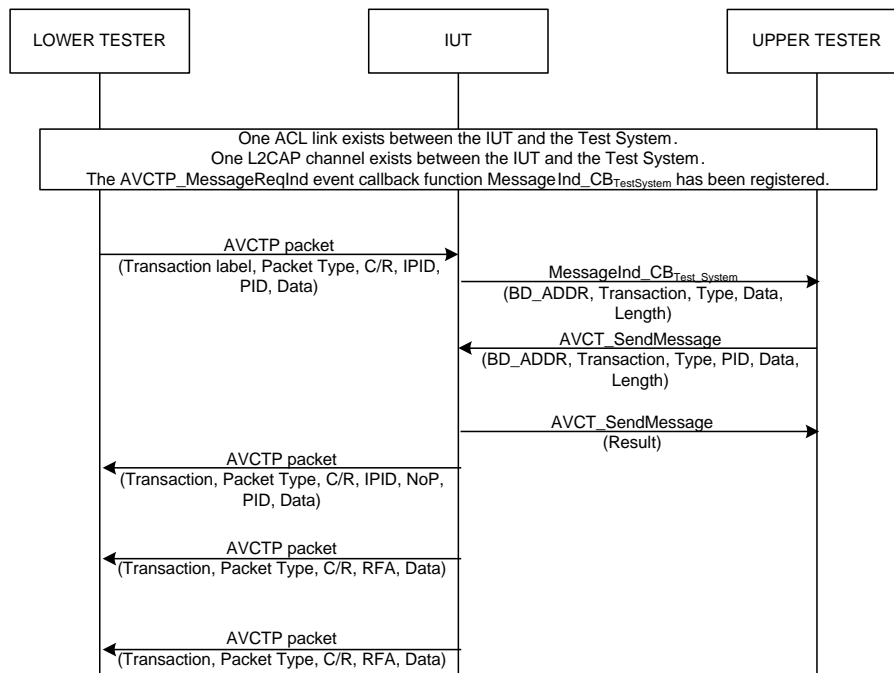 LOWER TESTER
IUT
UPPER TESTER
One ACL link exists between the IUT and the Test System.
One L2CAP channel exists between the IUT and the Test System.
The AVCTP_MessageReqInd event callback function MessageInd_CBTestSystem has been registered.
AVCTP packet
(Transaction label, Packet Type, C/R, IPID,
PID, Data)
MessageInd_CBTest_System
(BD_ADDR, Transaction, Type, Data,
Length)
AVCT_SendMessage
(BD_ADDR, Transaction, Type, PID, Data,
Length)
AVCT_SendMessage
(Result)
AVCTP packet
(Transaction, Packet Type, C/R, IPID, NoP,
PID, Data)
AVCTP packet
(Transaction, Packet Type, C/R, RFA, Data)
AVCTP packet
(Transaction, Packet Type, C/R, RFA, Data)